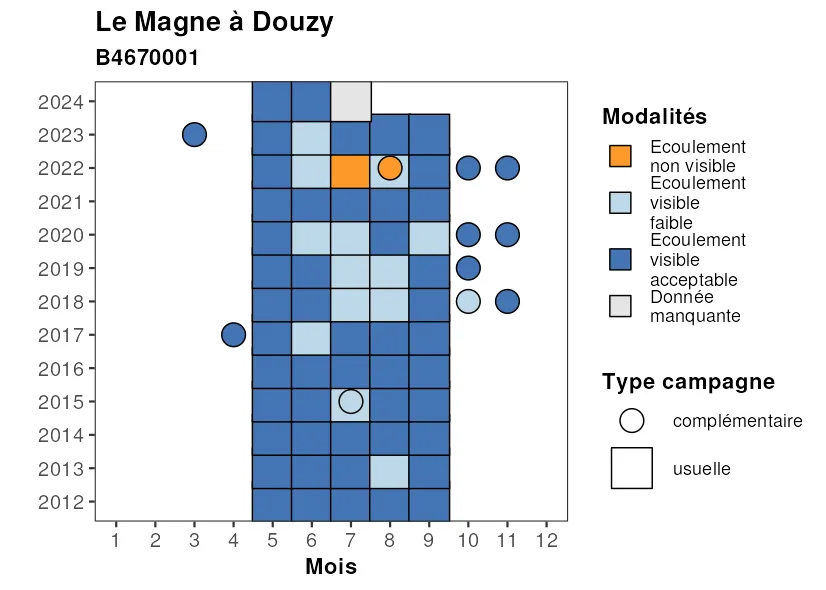 Le Magne à Douzy
B4670001
2024
2023
2022
2021
2020
2019
2018
2017
2016
2015
2014
2013
2012
1 2 3 4 5 6 7 8 9 10 11 12
Mois
Modalités
Ecoulement
non visible
Ecoulement
visible
faible
Ecoulement
visible
acceptable
Donnée
manquante
Type campagne
complémentaire
usuelle